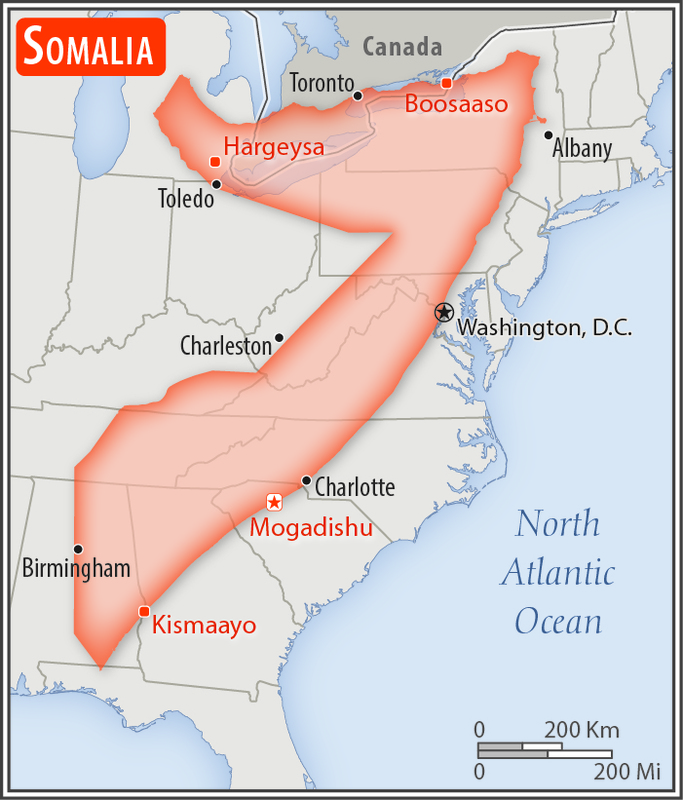 SOMALIA
Canada
Toronto
Boosaaso
Hargeysa
Albany
Toledo
Washington, D.C.
Charleston
Charlotte
Mogadishu
North
Atlantic
Ocean
Birmingham
Kismaayo
0 200 Km
0 200 Mi